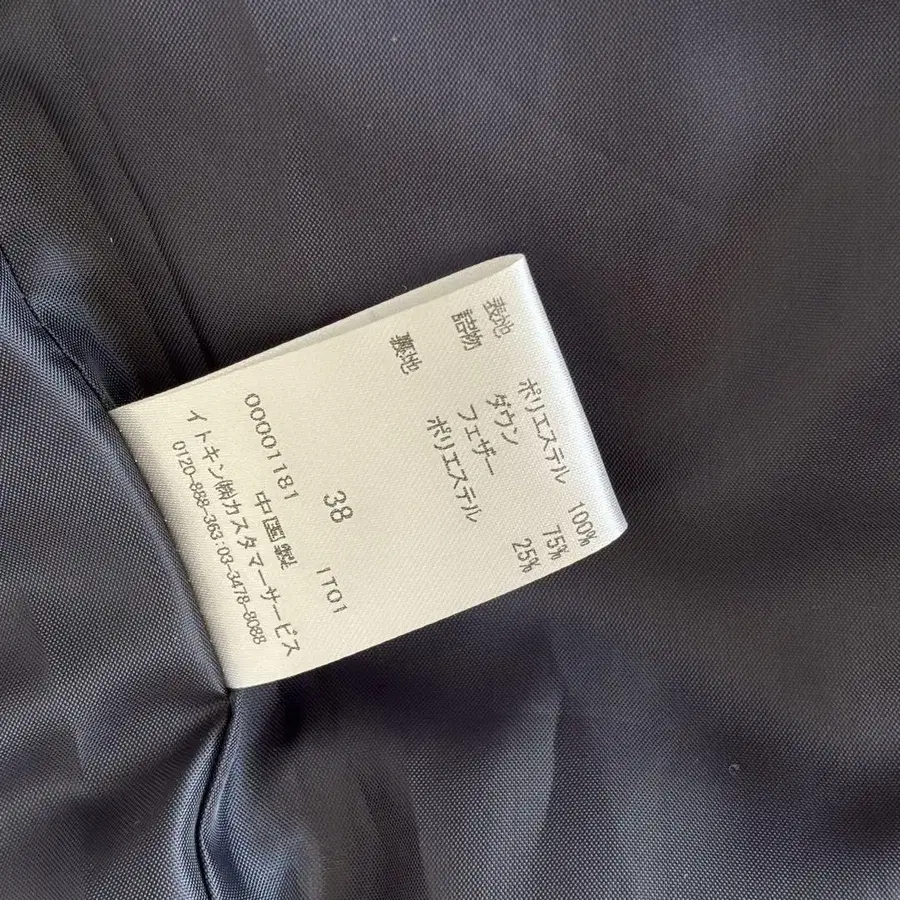 表地 ポリエステル 100%
詰物 ダウン 75%
フェザー 25%
裏地 ポリエステル
38
00001181 中国製 IT01
イトキン㈱カスタマーサービス
0120-888-363:03-3478-8088